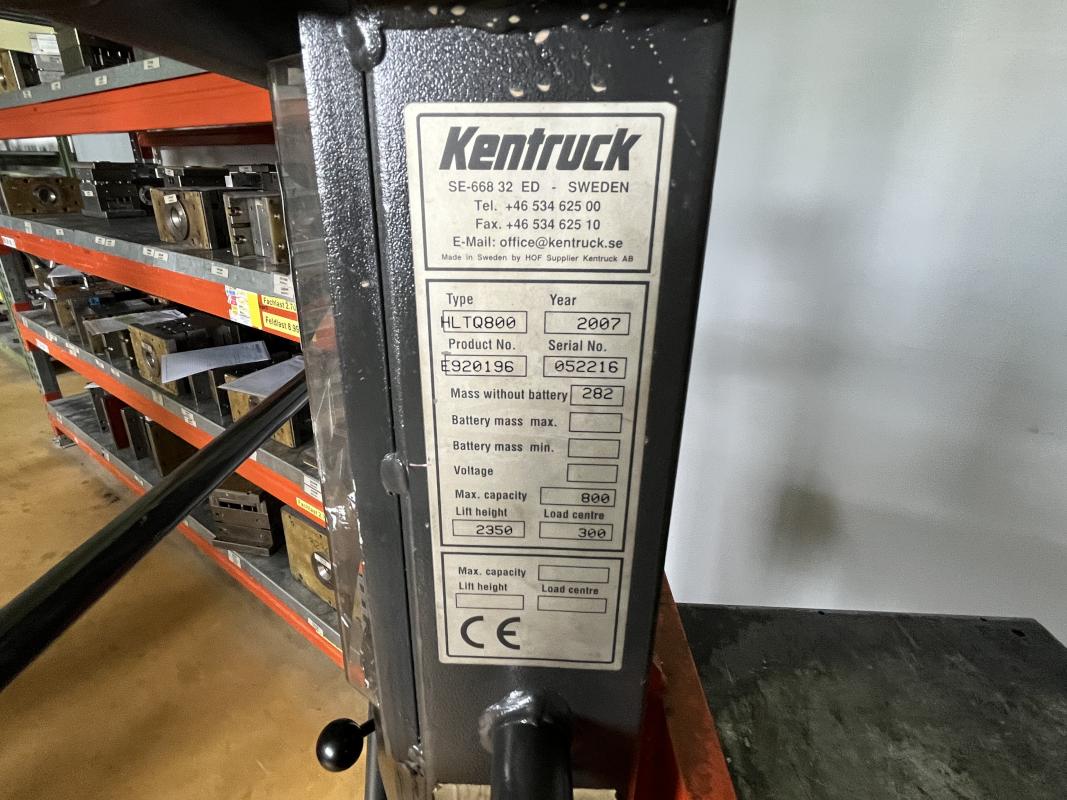 Kentruck
SE-668 32 ED - SWEDEN
Tel. +46 534 625 00
Fax. +46 534 625 10
E-Mail: office@kentruck.se
Made in Sweden by HOF Supplier Kentruck AB
Type Year
HLTQ800 2007
Product No. Serial No.
E920196 052216
Mass without battery 282
Battery mass max.
Battery mass min.
Voltage
Max. capacity 800
Lift height Load centre
2350 300
Max. capacity
Lift height Load centre
CE
Fachlast
Feldlast